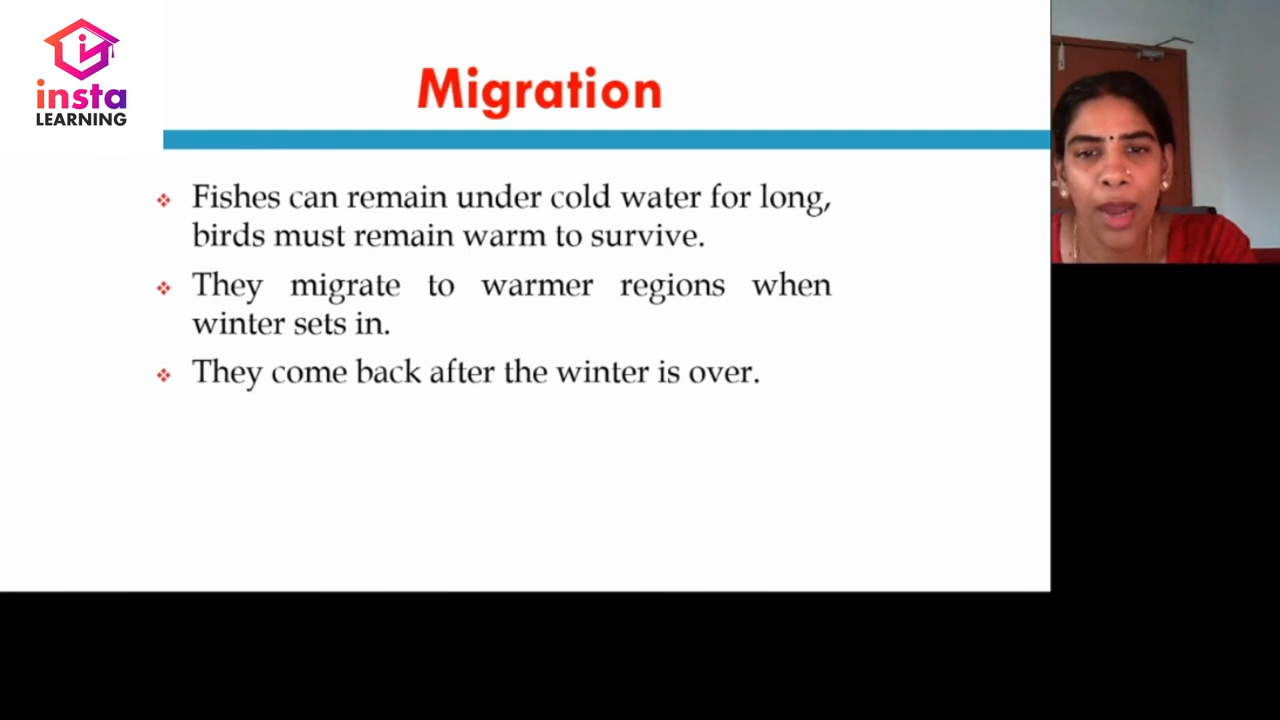 insta
LEARNING
Migration
Fishes can remain under cold water for long,
birds must remain warm to survive.
They migrate to warmer regions when
winter sets in.
They come back after the winter is over.